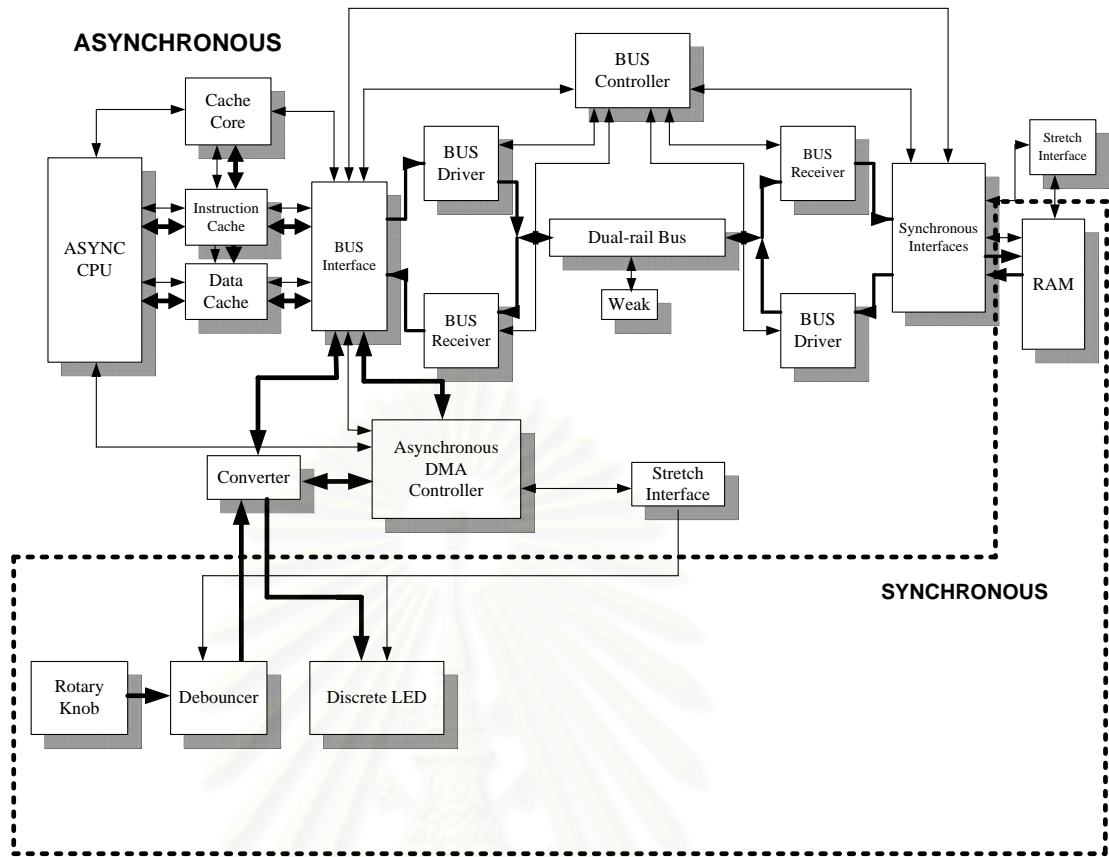 ASYNCHRONOUS
BUS
Controller
Cache
Core
BUS
Driver
BUS
Receiver
Stretch
Interface
ASYNC
CPU
Instruction
Cache
Data
Cache
BUS
Interface
Dual-rail Bus
Weak
Synchronous
Interfaces
RAM
BUS
Receiver
BUS
Driver
Converter
Asynchronous
DMA
Controller
Stretch
Interface
SYNCHRONOUS
Rotary
Knob
Debouncer
Discrete LED